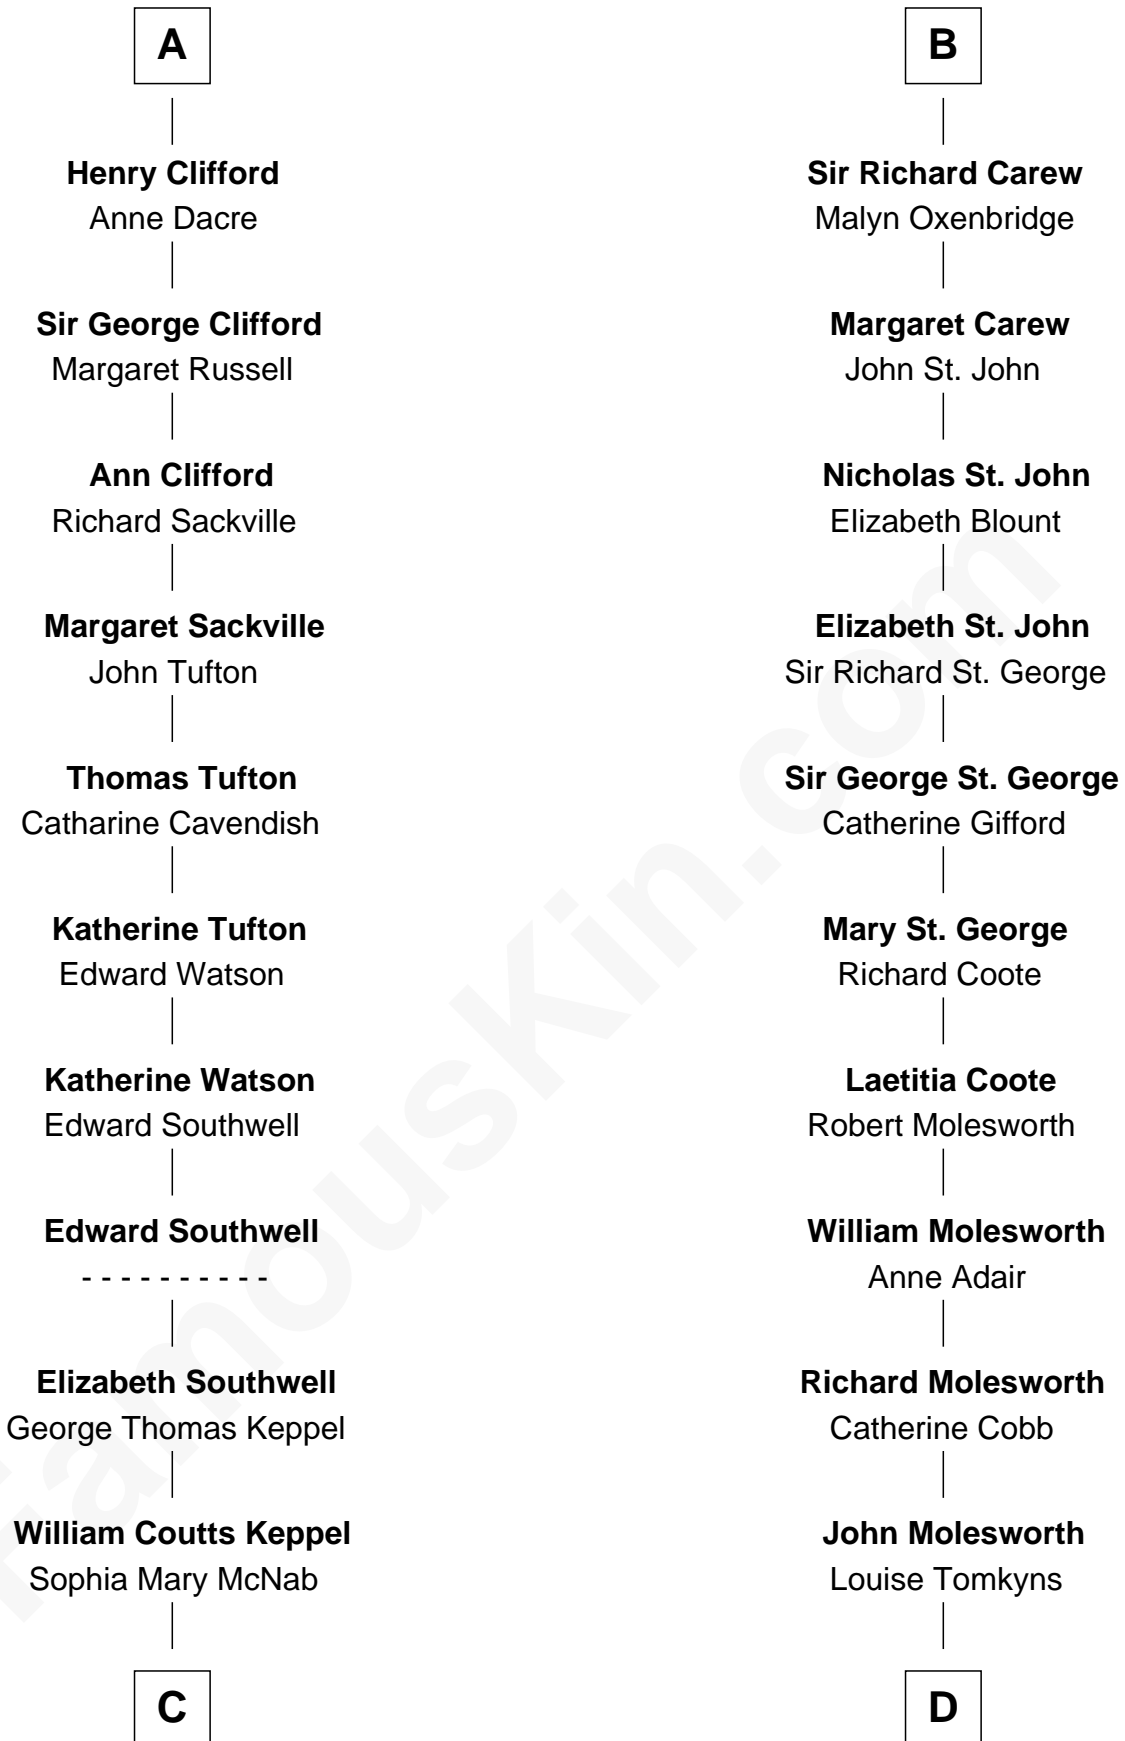 A
Henry Clifford
Anne Dacre
Sir George Clifford
Margaret Russell
Ann Clifford
Richard Sackville
Margaret Sackville
John Tufton
Thomas Tufton
Catharine Cavendish
Katherine Tufton
Edward Watson
Katherine Watson
Edward Southwell
Edward Southwell
- - - - - - - - - -
Elizabeth Southwell
George Thomas Keppel
William Coutts Keppel
Sophia Mary McNab
C
B
Sir Richard Carew
Malyn Oxenbridge
Margaret Carew
John St. John
Nicholas St. John
Elizabeth Blount
Elizabeth St. John
Sir Richard St. George
Sir George St. George
Catherine Gifford
Mary St. George
Richard Coote
Laetitia Coote
Robert Molesworth
William Molesworth
Anne Adair
Richard Molesworth
Catherine Cobb
John Molesworth
Louise Tomkyns
D
FamousKin.com